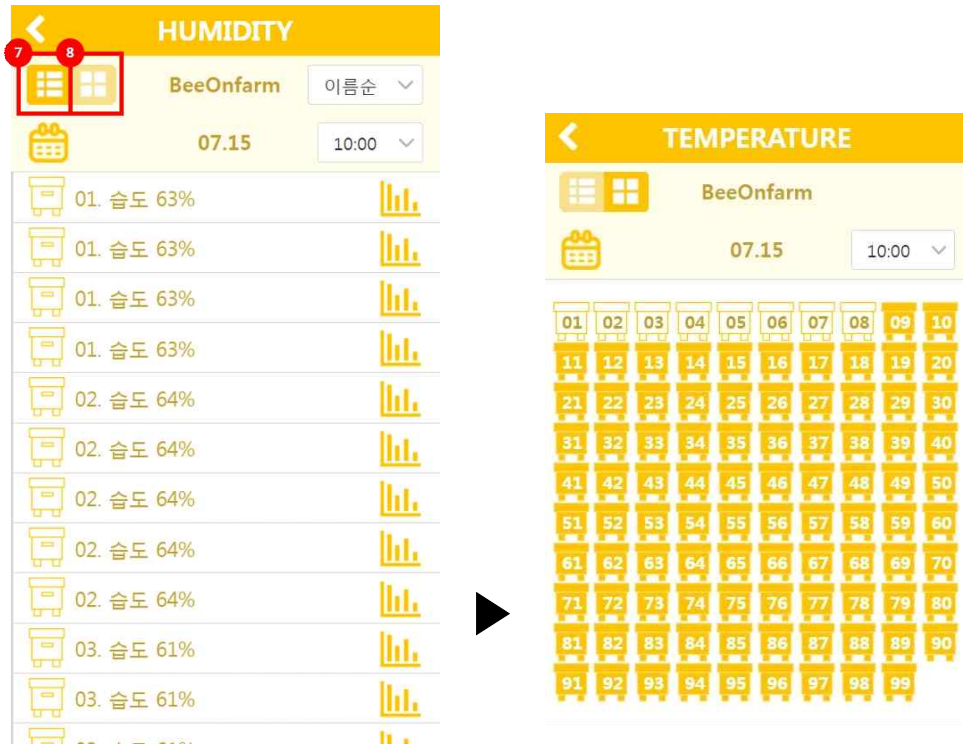 HUMIDITY
7 8
BeeOnfarm 이름순
07.15 10:00
01. 습도 63%
01. 습도 63%
01. 습도 63%
01. 습도 63%
02. 습도 64%
02. 습도 64%
02. 습도 64%
02. 습도 64%
02. 습도 64%
03. 습도 61%
03. 습도 61%
TEMPERATURE
BeeOnfarm
07.15 10:00
01 02 03 04 05 06 07 08 09 10
11 12 13 14 15 16 17 18 19 20
21 22 23 24 25 26 27 28 29 30
31 32 33 34 35 36 37 38 39 40
41 42 43 44 45 46 47 48 49 50
51 52 53 54 55 56 57 58 59 60
61 62 63 64 65 66 67 68 69 70
71 72 73 74 75 76 77 78 79 80
81 82 83 84 85 86 87 88 89 90
91 92 93 94 95 96 97 98 99